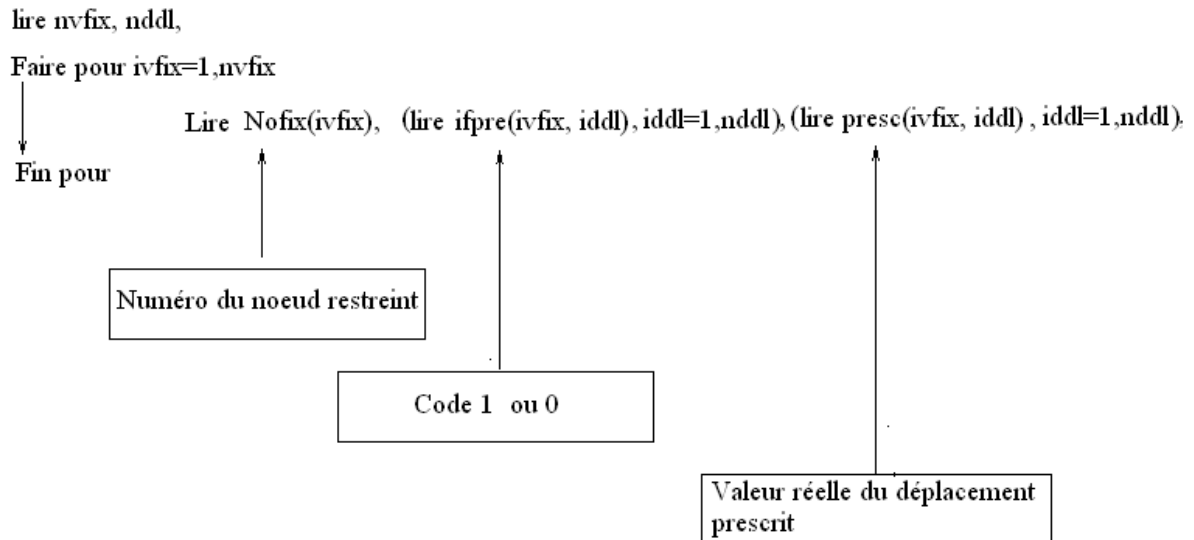 lire nvfix, nddl,
Faire pour ivfix=1,nvfix
Lire Nofix(ivfix), (lire ifpre(ivfix, iddl),iddl=1,nddl),(lire presc(ivfix, iddl) , iddl=1,nddl),
Fin pour
Numéro du noeud restreint
Code 1 ou 0
Valeur réelle du déplacement
prescrit